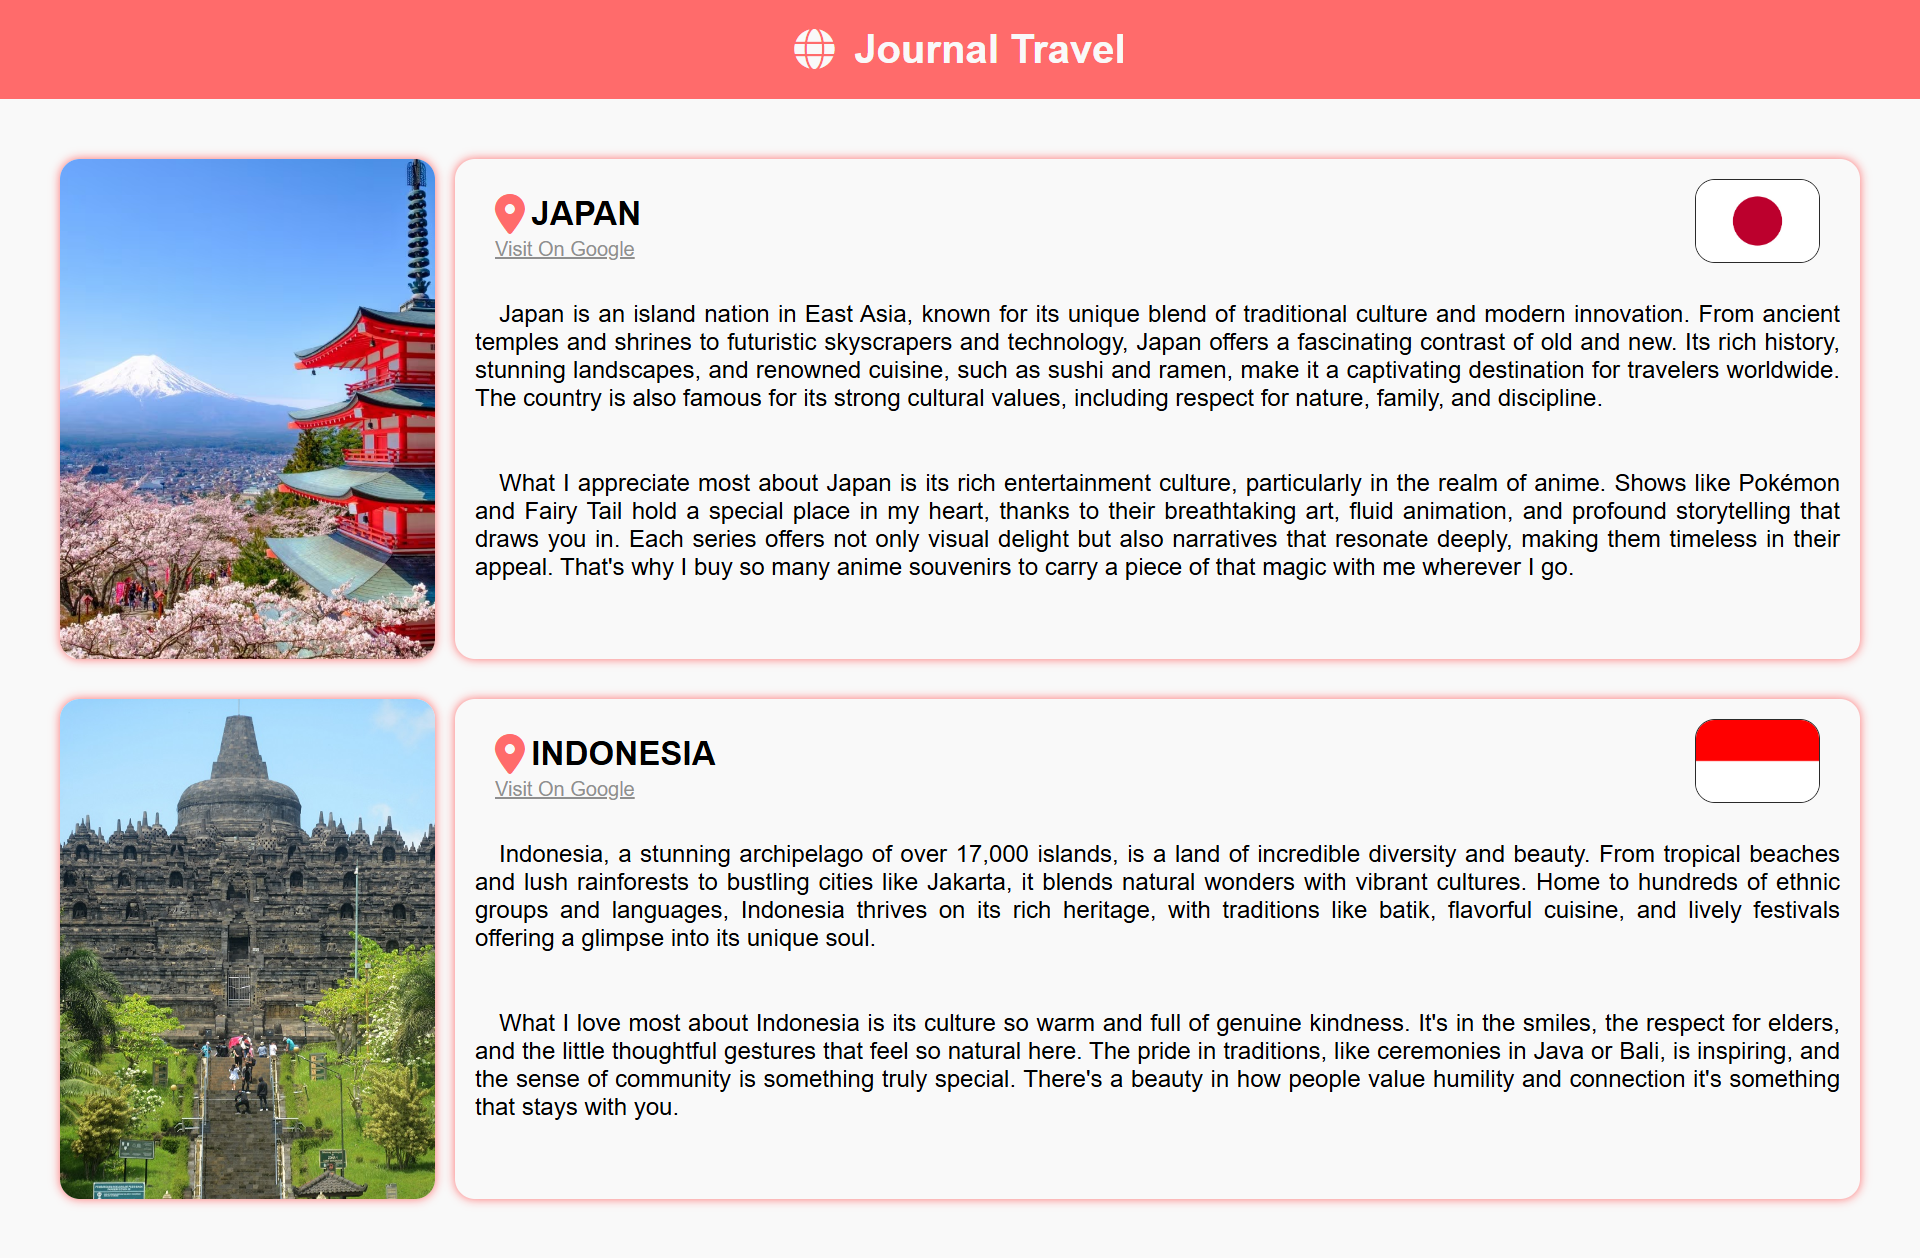 Journal Travel
JAPAN
Visit On Google
Japan is an island nation in East Asia, known for its unique blend of traditional culture and modern innovation. From ancient
temples and shrines to futuristic skyscrapers and technology, Japan offers a fascinating contrast of old and new. Its rich history,
stunning landscapes, and renowned cuisine, such as sushi and ramen, make it a captivating destination for travelers worldwide.
The country is also famous for its strong cultural values, including respect for nature, family, and discipline.
What I appreciate most about Japan is its rich entertainment culture, particularly in the realm of anime. Shows like Pokémon
and Fairy Tail hold a special place in my heart, thanks to their breathtaking art, fluid animation, and profound storytelling that
draws you in. Each series offers not only visual delight but also narratives that resonate deeply, making them timeless in their
appeal. That's why I buy so many anime souvenirs to carry a piece of that magic with me wherever I go.
INDONESIA
Visit On Google
Indonesia, a stunning archipelago of over 17,000 islands, is a land of incredible diversity and beauty. From tropical beaches
and lush rainforests to bustling cities like Jakarta, it blends natural wonders with vibrant cultures. Home to hundreds of ethnic
groups and languages, Indonesia thrives on its rich heritage, with traditions like batik, flavorful cuisine, and lively festivals
offering a glimpse into its unique soul.
What I love most about Indonesia is its culture so warm and full of genuine kindness. It's in the smiles, the respect for elders,
and the little thoughtful gestures that feel so natural here. The pride in traditions, like ceremonies in Java or Bali, is inspiring, and
the sense of community is something truly special. There's a beauty in how people value humility and connection it's something
that stays with you.